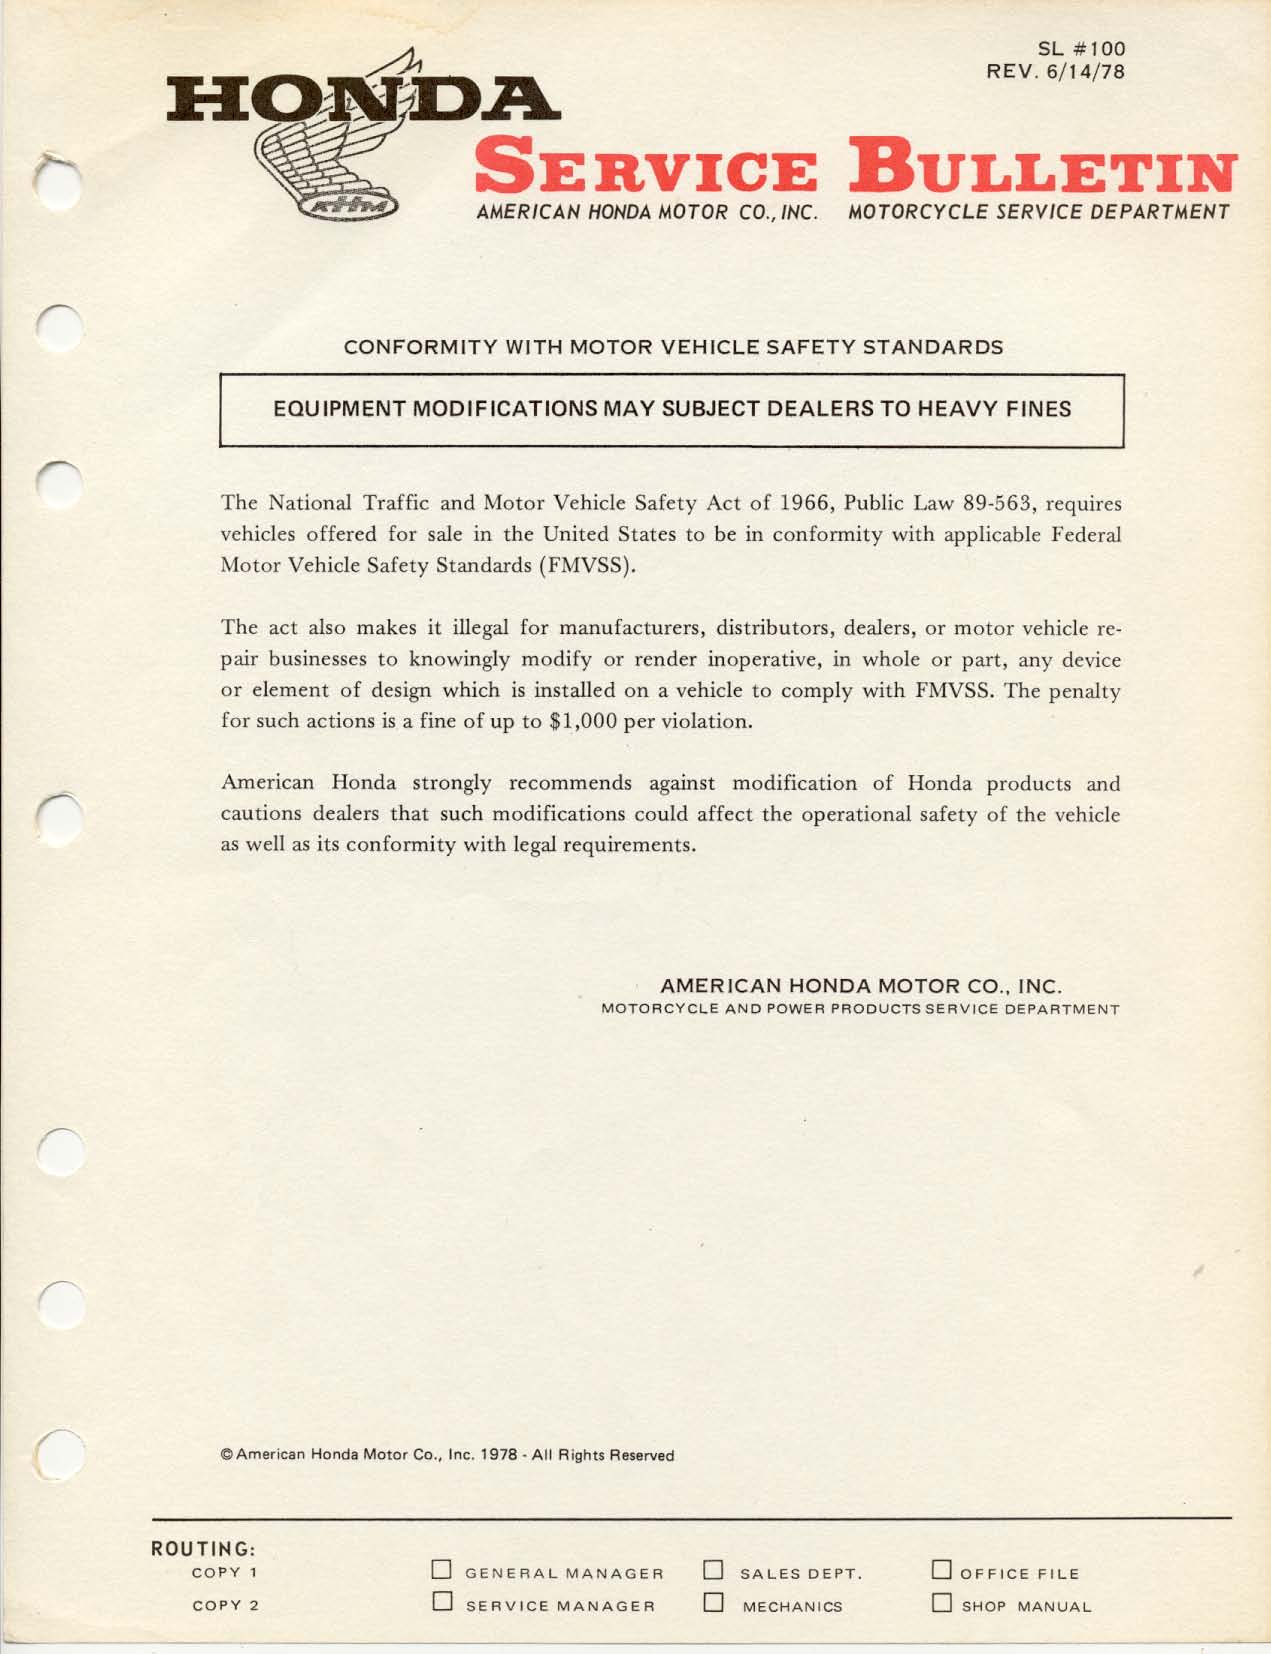 SL #100
REV. 6/14/78
HONDA
SERVICE BULLETIN
AMERICAN HONDA MOTOR CO., INC. MOTORCYCLE SERVICE DEPARTMENT
CONFORMITY WITH MOTOR VEHICLE SAFETY STANDARDS
EQUIPMENT MODIFICATIONS MAY SUBJECT DEALERS TO HEAVY FINES
The National Traffic and Motor Vehicle Safety Act of 1966, Public Law 89-563, requires
vehicles offered for sale in the United States to be in conformity with applicable Federal
Motor Vehicle Safety Standards (FMVSS).
The act also makes it illegal for manufacturers, distributors, dealers, or motor vehicle re-
pair businesses to knowingly modify or render inoperative, in whole or part, any device
or element of design which is installed on a vehicle to comply with FMVSS. The penalty
for such actions is a fine of up to $1,000 per violation.
American Honda strongly recommends against modification of Honda products and
cautions dealers that such modifications could affect the operational safety of the vehicle
as well as its conformity with legal requirements.
AMERICAN HONDA MOTOR CO., INC.
MOTORCYCLE AND POWER PRODUCTS SERVICE DEPARTMENT
© American Honda Motor Co., Inc. 1978 - All Rights Reserved
ROUTING:
COPY 1 GENERAL MANAGER SALES DEPT. OFFICE FILE
COPY 2 SERVICE MANAGER MECHANICS SHOP MANUAL